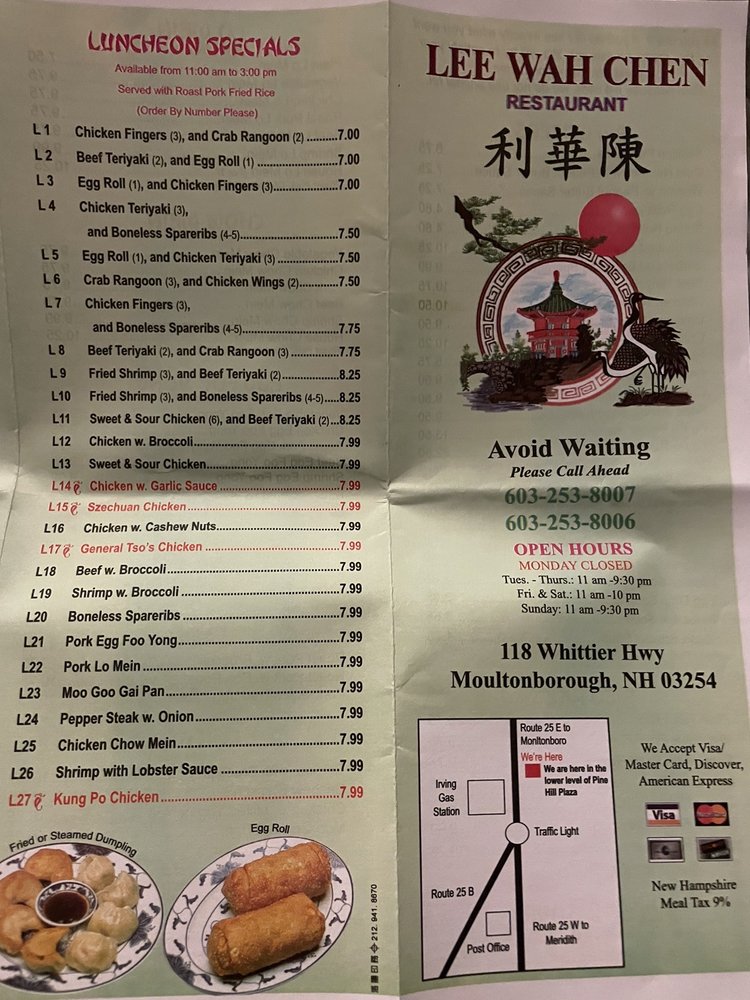 LUNCHEON SPECIALS
Available from 11:00 am to 3:00 pm
Served with Roast Pork Fried Rice
(Order By Number Please)
L 1 Chicken Fingers (3), and Crab Rangoon (2) ..........7.00
L 2 Beef Teriyaki (2), and Egg Roll (1) ..........7.00
L 3 Egg Roll (1), and Chicken Fingers (3)..........7.00
L 4 Chicken Teriyaki (3),
and Boneless Spareribs (4-5)..........7.50
L 5 Egg Roll (1), and Chicken Teriyaki (3) ..........7.50
L 6 Crab Rangoon (3), and Chicken Wings (2)..........7.50
L 7 Chicken Fingers (3),
and Boneless Spareribs (4-5)..........7.75
L 8 Beef Teriyaki (2), and Crab Rangoon (3) ..........7.75
L 9 Fried Shrimp (3), and Beef Teriyaki (2)..........8.25
L10 Fried Shrimp (3), and Boneless Spareribs (4-5).....8.25
L11 Sweet & Sour Chicken (6), and Beef Teriyaki (2)...8.25
L12 Chicken w. Broccoli..........7.99
L13 Sweet & Sour Chicken..........7.99
L14 Chicken w. Garlic Sauce ..........7.99
L15 Szechuan Chicken..........7.99
L16 Chicken w. Cashew Nuts..........7.99
L17 General Tso's Chicken ..........7.99
L18 Beef w. Broccoli..........7.99
L19 Shrimp w. Broccoli ..........7.99
L20 Boneless Spareribs ..........7.99
L21 Pork Egg Foo Yong..........7.99
L22 Pork Lo Mein ..........7.99
L23 Moo Goo Gai Pan..........7.99
L24 Pepper Steak w. Onion..........7.99
L25 Chicken Chow Mein..........7.99
L26 Shrimp with Lobster Sauce ..........7.99
L27 Kung Po Chicken..........7.99
Fried or Steamed Dumpling
Egg Roll
212. 941. 8670
LEE WAH CHEN
RESTAURANT
利華陳
Avoid Waiting
Please Call Ahead
603-253-8007
603-253-8006
OPEN HOURS
MONDAY CLOSED
Tues. - Thurs.: 11 am -9:30 pm
Fri. & Sat.: 11 am -10 pm
Sunday: 11 am -9:30 pm
118 Whittier Hwy
Moultonborough, NH 03254
Route 25 E to
Monltonboro
We're Here
We are here in the
lower level of Pine
Hill Plaza
Irving
Gas
Station
Traffic Light
Route 25 B
Post Office
Route 25 W to
Meridith
We Accept Visa/
Master Card, Discover,
American Express
Visa
MasterCard
New Hampshire
Meal Tax 9%